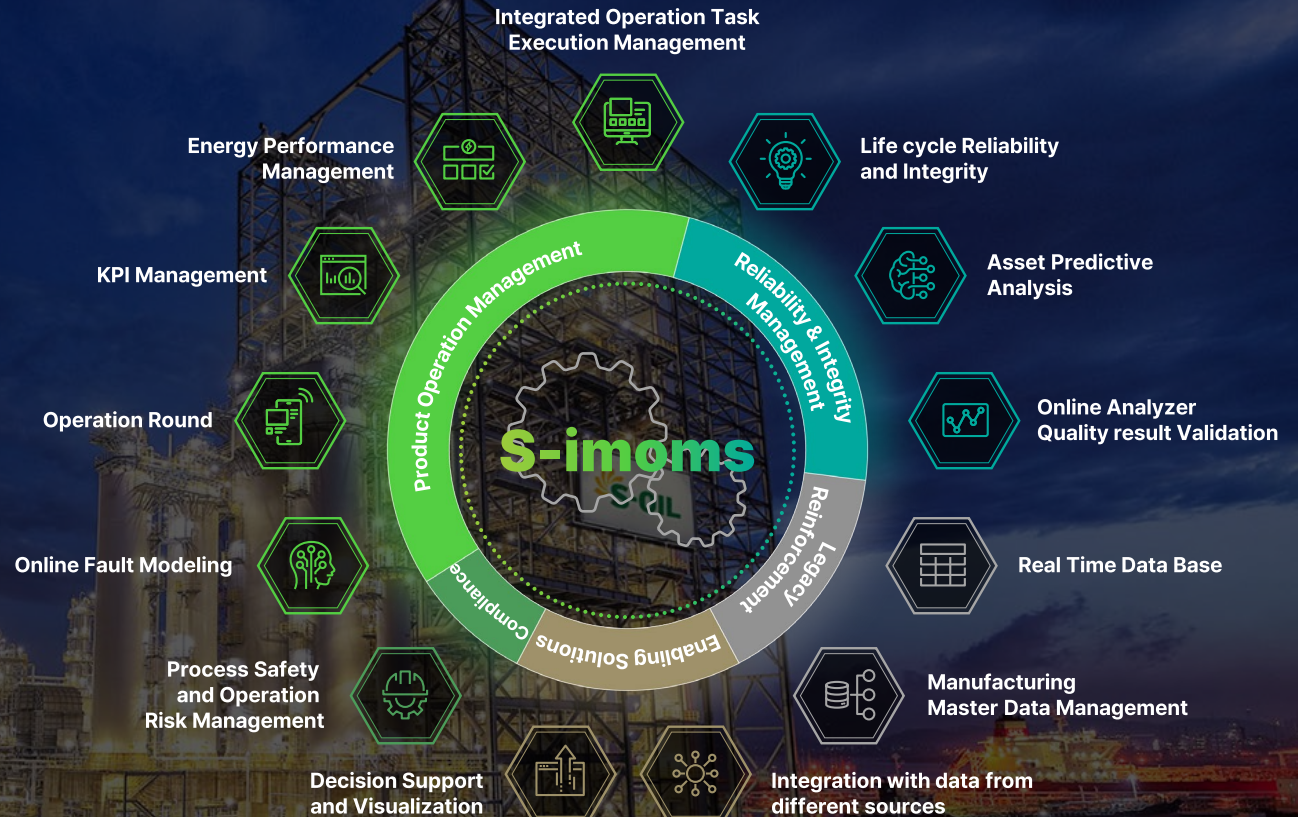 Integrated Operation Task
Execution Management
Energy Performance
Management
Life cycle Reliability
and Integrity
KPI Management
Asset Predictive
Analysis
Operation Round
Online Analyzer
Quality result Validation
Online Fault Modeling
Real Time Data Base
Process Safety
and Operation
Risk Management
Manufacturing
Master Data Management
Decision Support
and Visualization
Integration with data from
different sources
Product Operation Management
Reliability & Integrity
Management
Legacy
Reinforcement
Enabling Solutions
Compliance
S-imoms
S-OIL